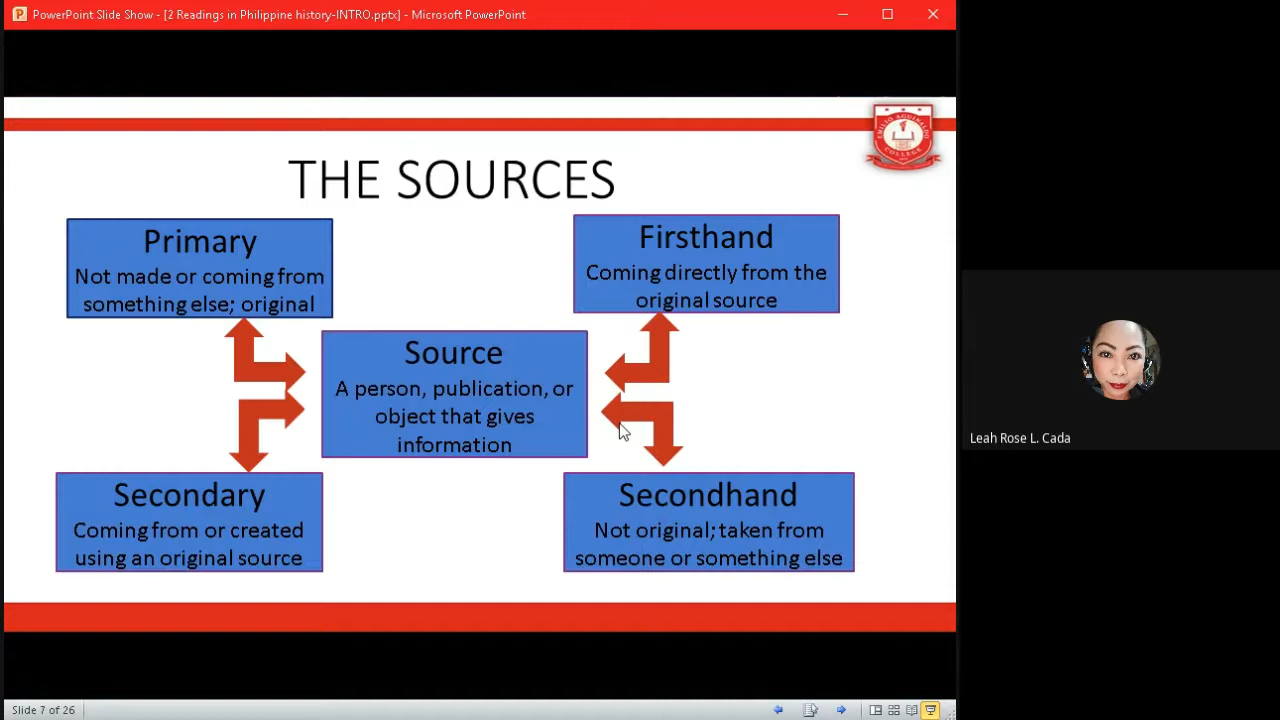 PowerPoint Slide Show - [2 Readings in Philippine history-INTRO.pptx] - Microsoft PowerPoint
EMILIO AGUINALDO
COLLEGE
THE SOURCES
Primary
Not made or coming from
something else; original
Firsthand
Coming directly from the
original source
Source
A person, publication, or
object that gives
information
Secondary
Coming from or created
using an original source
Secondhand
Not original; taken from
someone or something else
Leah Rose L. Cada
Slide 7 of 26